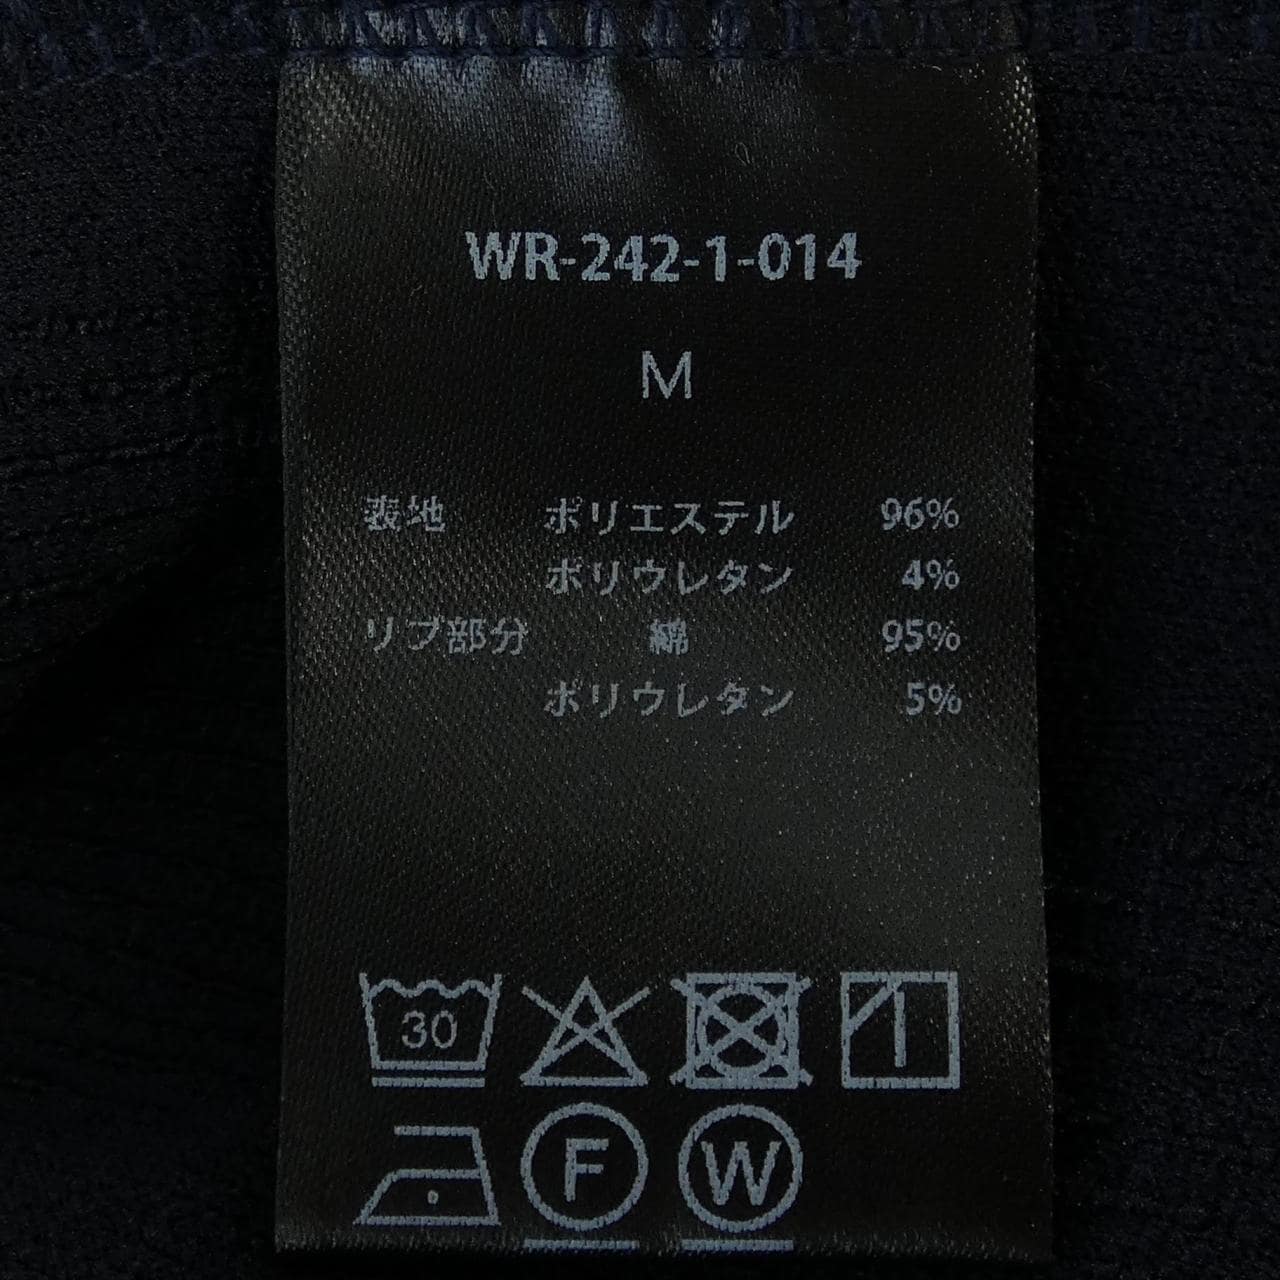 WR-242-1-014
M
表地 ポリエステル 96%
ポリウレタン 4%
リブ部分 綿 95%
ポリウレタン 5%
30
F W